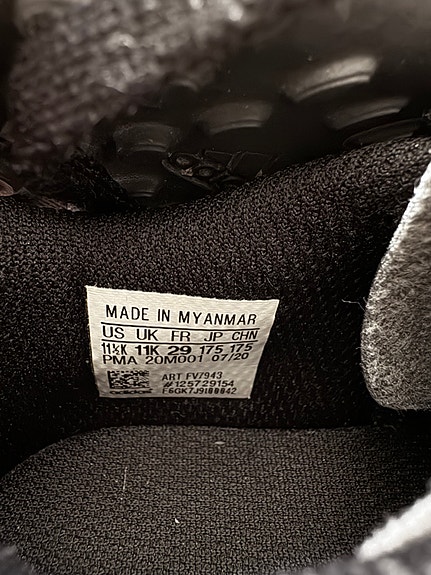 MADE IN MYANMAR
US UK FR JP CHN
11½K 11K 29 175 175
PMA 20M001 07/20
ART FV7943
#125729154
adidas